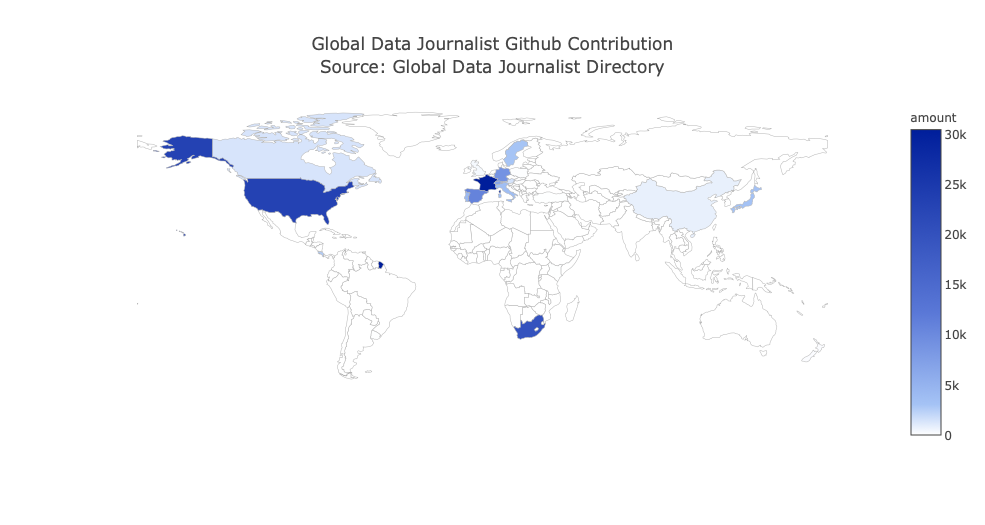 Global Data Journalist Github Contribution
Source: Global Data Journalist Directory
amount
30k
25k
20k
15k
10k
5k
0